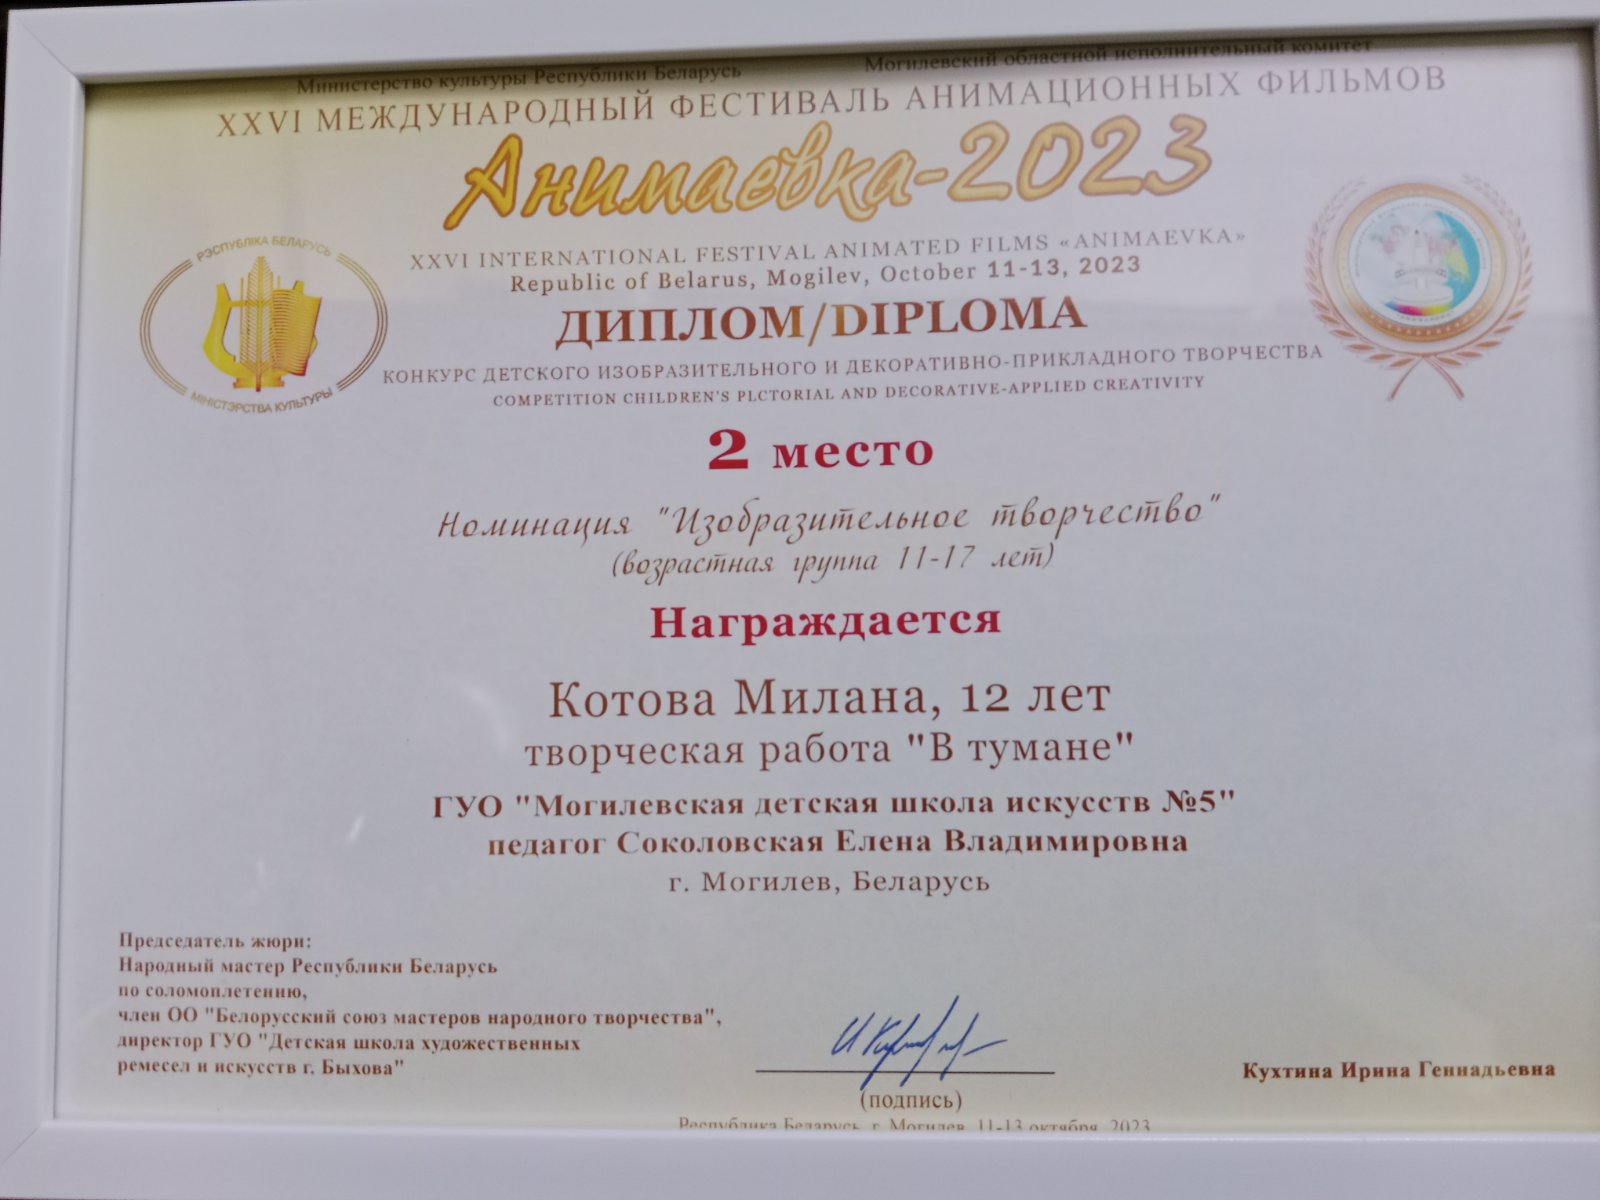 Министерство культуры Республики Беларусь
Могилевский областной исполнительный комитет
XXVI МЕЖДУНАРОДНЫЙ ФЕСТИВАЛЬ АНИМАЦИОННЫХ ФИЛЬМОВ
Анимаёвка-2023
XXVI INTERNATIONAL FESTIVAL ANIMATED FILMS «ANIMAEVKA»
Republic of Belarus, Mogilev, October 11-13, 2023
РЭСПУБЛІКА БЕЛАРУСЬ
МІНІСТЭРСТВА КУЛЬТУРЫ
ДИПЛОМ/DIPLOMA
КОНКУРС ДЕТСКОГО ИЗОБРАЗИТЕЛЬНОГО И ДЕКОРАТИВНО-ПРИКЛАДНОГО ТВОРЧЕСТВА
COMPETITION CHILDREN'S PLCTORIAL AND DECORATIVE-APPLIED CREATIVITY
2 место
Номинация "Изобразительное творчество"
(возрастная группа 11-17 лет)
Награждается
Котова Милана, 12 лет
творческая работа "В тумане"
ГУО "Могилевская детская школа искусств №5"
педагог Соколовская Елена Владимировна
г. Могилев, Беларусь
Председатель жюри:
Народный мастер Республики Беларусь
по соломоплетению,
член ОО "Белорусский союз мастеров народного творчества",
директор ГУО "Детская школа художественных
ремесел и искусств г. Быхова"
(подпись)
Кухтина Ирина Геннадьевна
Республика Беларусь, г. Могилев, 11-13 октября, 2023